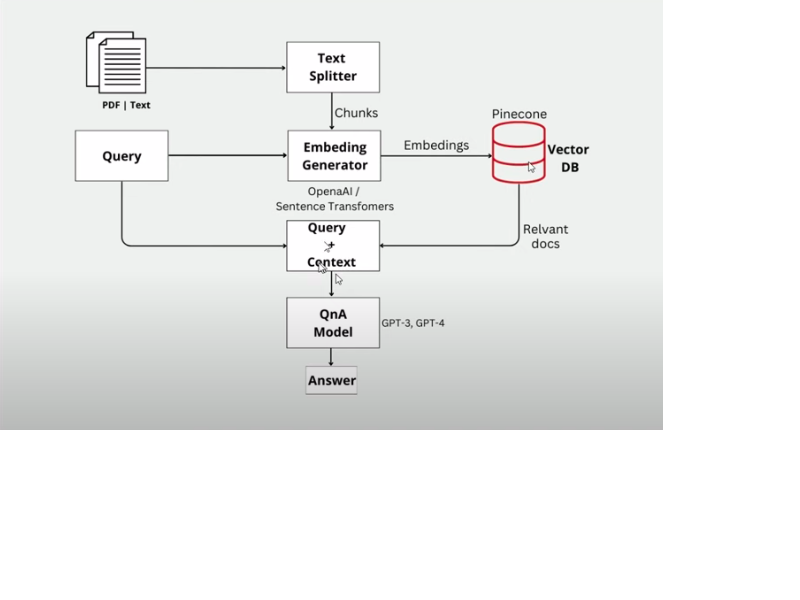 Text
Splitter
PDF | Text
Chunks
Pinecone
Query
Embeding
Generator
Embedings
Vector
DB
OpenaAI /
Sentence Transfomers
Query
+
Context
Relvant
docs
QnA
Model
GPT-3, GPT-4
Answer